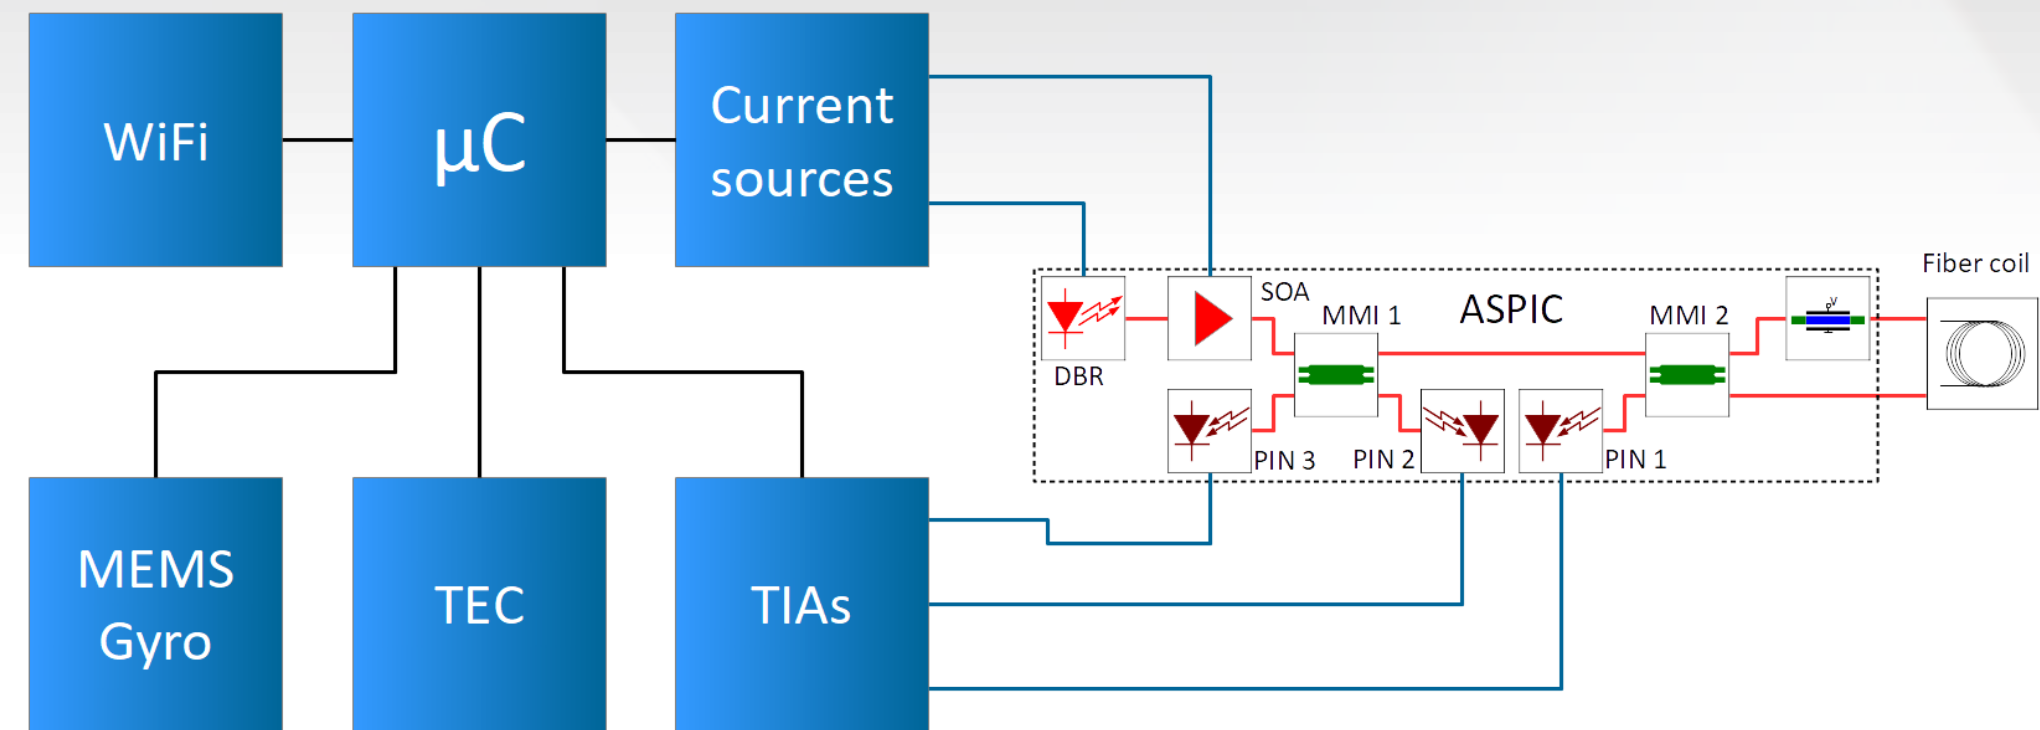 WiFi
µC
Current
sources
MEMS
Gyro
TEC
TIAs
Fiber coil
SOA
MMI 1
ASPIC
MMI 2
V
DBR
PIN 3
PIN 2
PIN 1